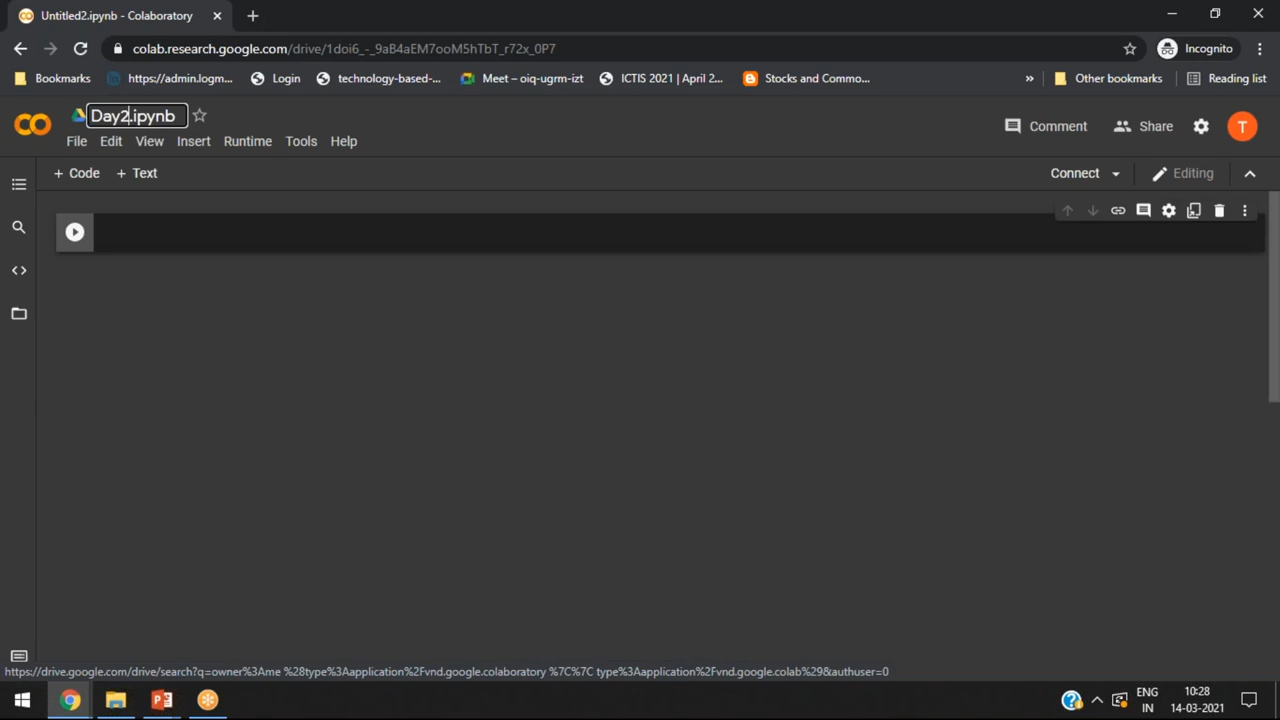 Untitled2.ipynb - Colaboratory
colab.research.google.com/drive/1doi6_-_9aB4aEM7ooM5hTbT_r72x_0P7
Incognito
Bookmarks
https://admin.logm...
Login
technology-based-...
Meet – oiq-ugrm-izt
ICTIS 2021 | April 2...
Stocks and Commo...
»
Other bookmarks
Reading list
Day2.ipynb
File Edit View Insert Runtime Tools Help
Comment
Share
T
+ Code + Text
Connect
Editing
https://drive.google.com/drive/search?q=owner%3Ame %28type%3Aapplication%2Fvnd.google.colaboratory %7C%7C type%3Aapplication%2Fvnd.google.colab%29&authuser=0
ENG
IN
10:28
14-03-2021